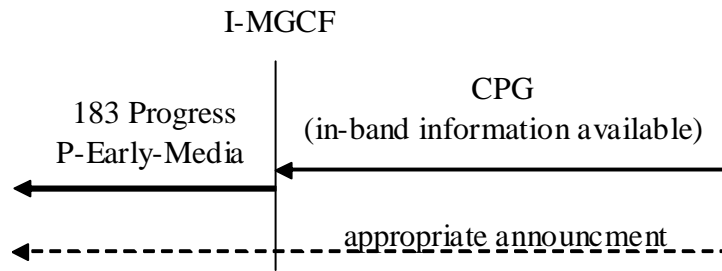 I-MGCF
183 Progress
P-Early-Media
CPG
(in-band information available)
appropriate announcment